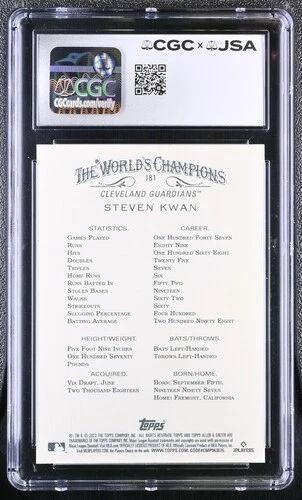 CGC
CGCcards.com/verify
CGC × JSA
THE WORLD'S CHAMPIONS
181
CLEVELAND GUARDIANS™
STEVEN KWAN
STATISTICS. CAREER.
GAMES PLAYED ONE HUNDRED FORTY SEVEN
RUNS EIGHTY NINE
HITS ONE HUNDRED SIXTY EIGHT
DOUBLES TWENTY FIVE
TRIPLES SEVEN
HOME RUNS SIX
RUNS BATTED IN FIFTY TWO
STOLEN BASES NINETEEN
WALKS SIXTY TWO
STRIKEOUTS SIXTY
SLUGGING PERCENTAGE FOUR HUNDRED
BATTING AVERAGE TWO HUNDRED NINETY EIGHT
HEIGHT/WEIGHT. BATS/THROWS.
FIVE FOOT NINE INCHES BATS LEFT-HANDED
ONE HUNDRED SEVENTY THROWS LEFT-HANDED
POUNDS
ACQUIRED. BORN/HOME.
VIA DRAFT, JUNE BORN: SEPTEMBER FIFTH,
TWO THOUSAND EIGHTEEN NINETEEN NINETY SEVEN
HOME: FREMONT, CALIFORNIA
Topps